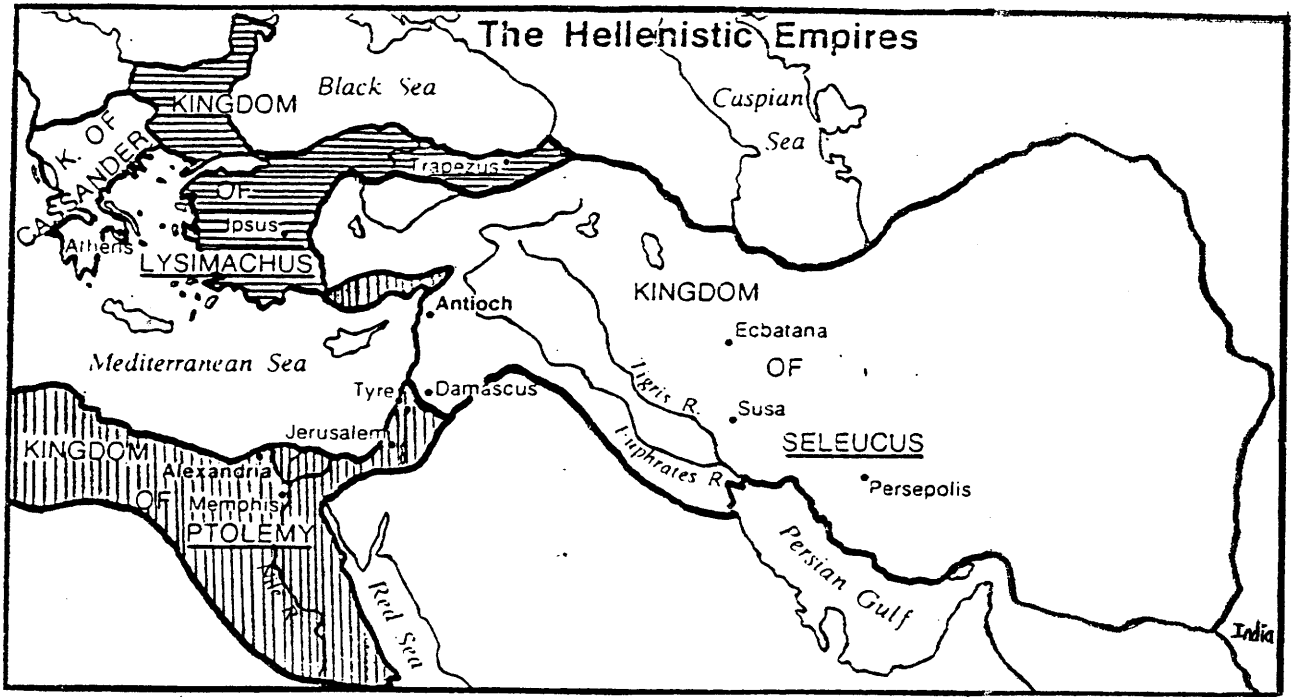 The Hellenistic Empires
KINGDOM
Black Sea
Caspian
Sea
K. OF
CASSANDER
Trapezus
OF
Ipsus
Athens
LYSIMACHUS
KINGDOM
Antioch
Ecbatana
Mediterranean Sea
OF
Tigris R.
Tyre
Damascus
Susa
Jerusalem
Euphrates R
SELEUCUS
KINGDOM
Alexandria
Persepolis
OF
Memphis
PTOLEMY
Persian Gulf
Nile R.
Red Sea
India